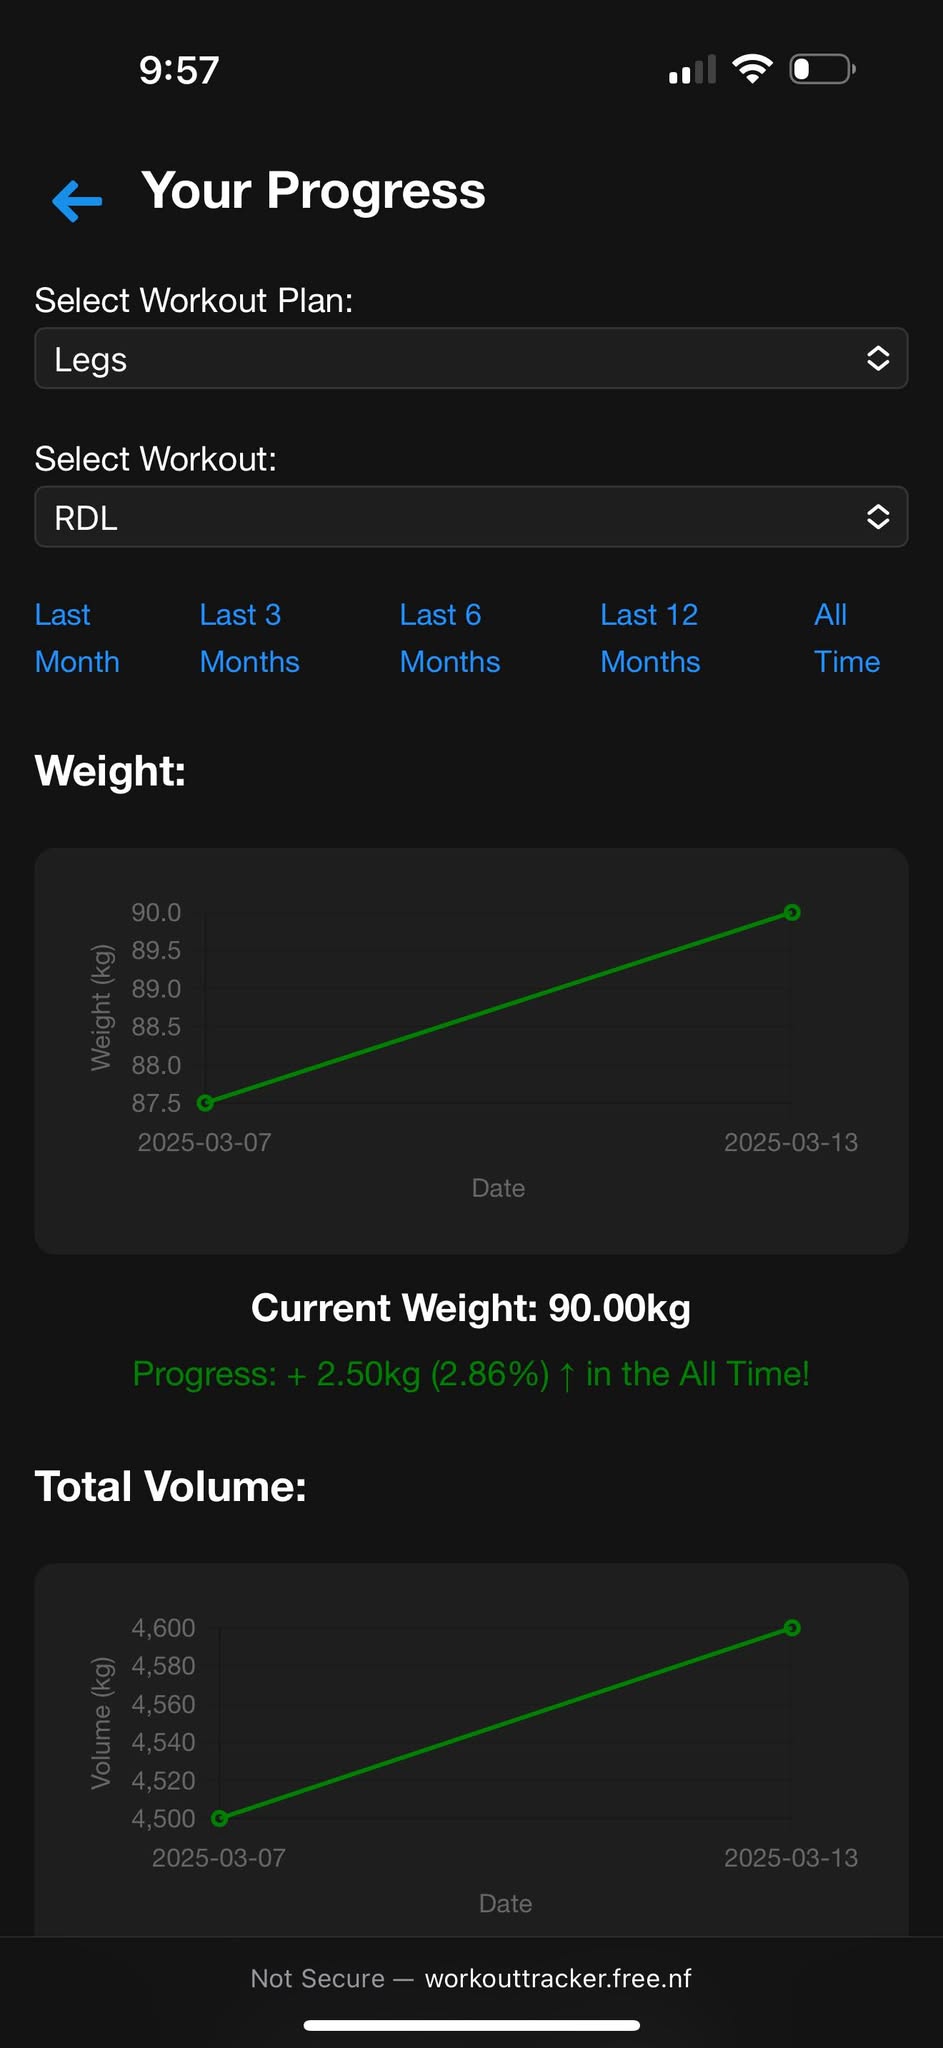 9:57
Your Progress
Select Workout Plan:
Legs
Select Workout:
RDL
Last Month
Last 3 Months
Last 6 Months
Last 12 Months
All Time
Weight:
Weight (kg)
90.0
89.5
89.0
88.5
88.0
87.5
2025-03-07 2025-03-13
Date
Current Weight: 90.00kg
Progress: + 2.50kg (2.86%) ↑ in the All Time!
Total Volume:
Volume (kg)
4,600
4,580
4,560
4,540
4,520
4,500
2025-03-07 2025-03-13
Date
Not Secure — workouttracker.free.nf